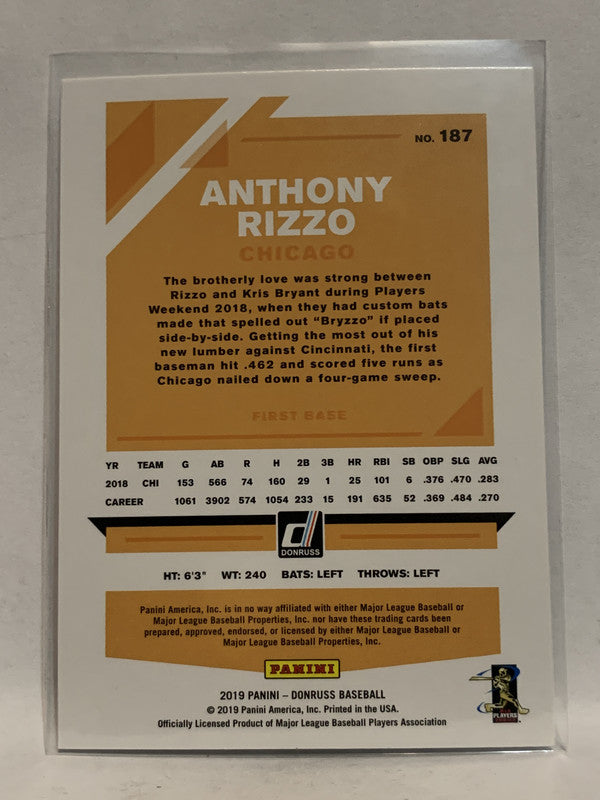 NO. 187
ANTHONY
RIZZO
CHICAGO
The brotherly love was strong between
Rizzo and Kris Bryant during Players
Weekend 2018, when they had custom bats
made that spelled out “Bryzzo” if placed
side-by-side. Getting the most out of his
new lumber against Cincinnati, the first
baseman hit .462 and scored five runs as
Chicago nailed down a four-game sweep.
FIRST BASE
YR TEAM G AB R H 2B 3B HR RBI SB OBP SLG AVG
2018 CHI 153 566 74 160 29 1 25 101 6 .376 .470 .283
CAREER 1061 3902 574 1054 233 15 191 635 52 .369 .484 .270
d
DONRUSS
HT: 6'3" WT: 240 BATS: LEFT THROWS: LEFT
Panini America, Inc. is in no way affiliated with either Major League Baseball or
Major League Baseball Properties, Inc. nor have these trading cards been
prepared, approved, endorsed, or licensed by either Major League Baseball or
Major League Baseball Properties, Inc.
PANINI
2019 PANINI – DONRUSS BASEBALL
© 2019 Panini America, Inc. Printed in the USA.
Officially Licensed Product of Major League Baseball Players Association
PLAYERS